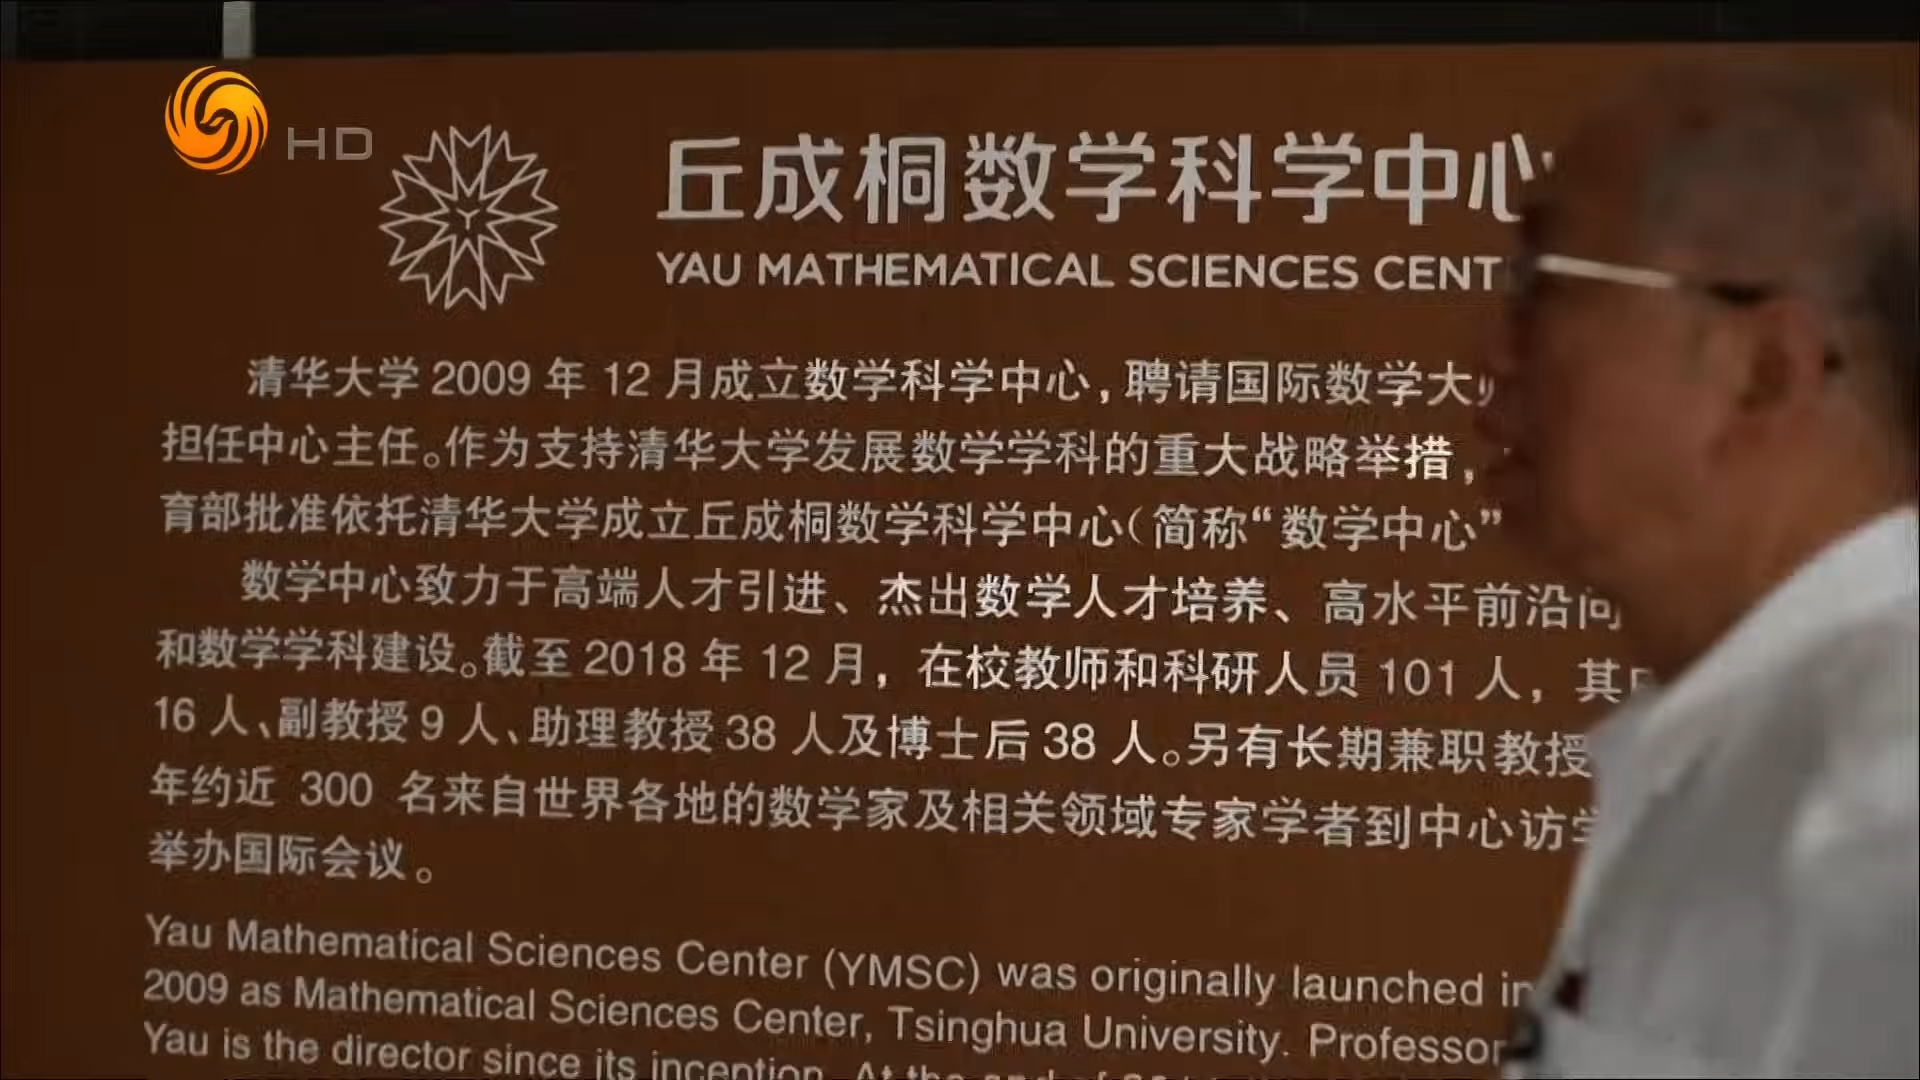 HD
丘成桐数学科学中心
YAU MATHEMATICAL SCIENCES CENT
清华大学 2009 年 12 月成立数学科学中心，聘请国际数学大
担任中心主任。作为支持清华大学发展数学学科的重大战略举措，
育部批准依托清华大学成立丘成桐数学科学中心（简称“数学中心”
数学中心致力于高端人才引进、杰出数学人才培养、高水平前沿问
和数学学科建设。截至 2018 年 12 月，在校教师和科研人员 101 人，其
16 人、副教授 9 人、助理教授 38 人及博士后 38 人。另有长期兼职教授
年约近 300 名来自世界各地的数学家及相关领域专家学者到中心访学
举办国际会议。
Yau Mathematical Sciences Center (YMSC) was originally launched in
2009 as Mathematical Sciences Center, Tsinghua University. Professor
Yau is the director since its inception. At the end of